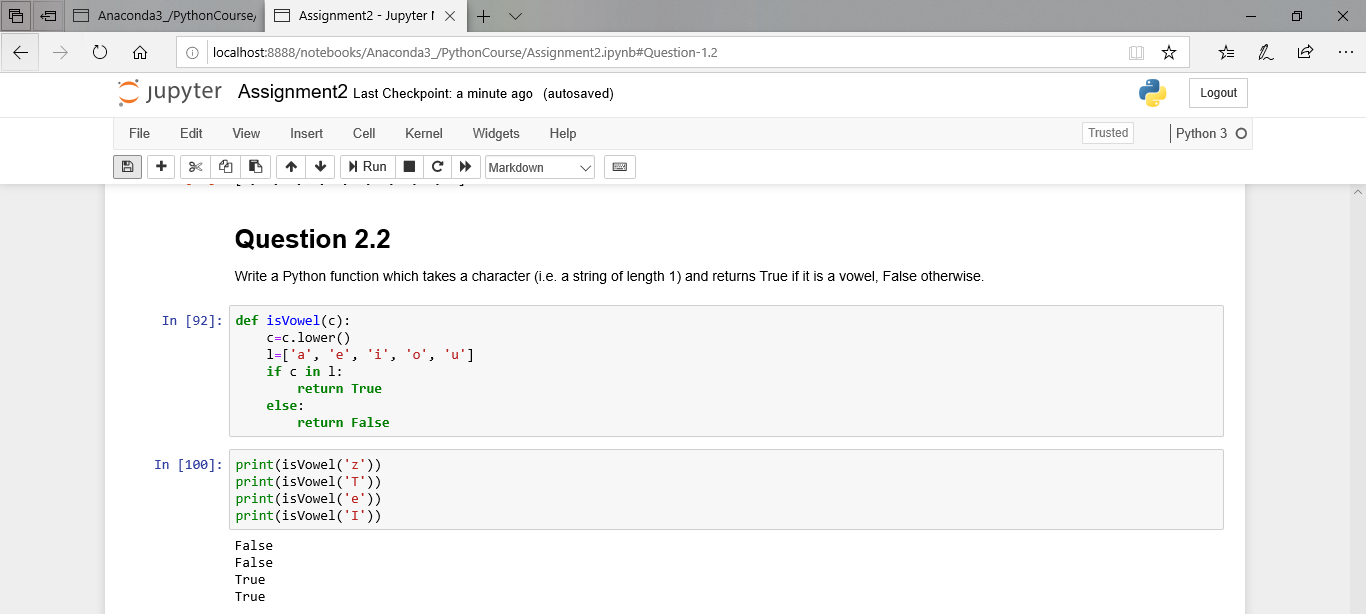 Anaconda3_/PythonCourse/
Assignment2 - Jupyter
localhost:8888/notebooks/Anaconda3_/PythonCourse/Assignment2.ipynb#Question-1.2
jupyter Assignment2 Last Checkpoint: a minute ago (autosaved)
Logout
File Edit View Insert Cell Kernel Widgets Help
Trusted
Python 3
Run
Markdown
Question 2.2
Write a Python function which takes a character (i.e. a string of length 1) and returns True if it is a vowel, False otherwise.
In [92]: def isVowel(c):
c=c.lower()
l=['a', 'e', 'i', 'o', 'u']
if c in l:
return True
else:
return False
In [100]: print(isVowel('z'))
print(isVowel('T'))
print(isVowel('e'))
print(isVowel('I'))
False
False
True
True